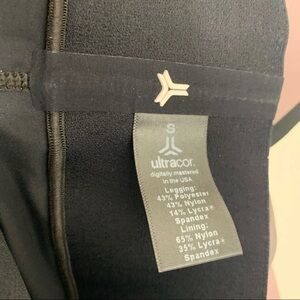 S
ultracor.
digitally mastered
in the USA
Legging:
43% Polyester
43% Nylon
14% Lycra®
Spandex
Lining:
65% Nylon
35% Lycra®
Spandex